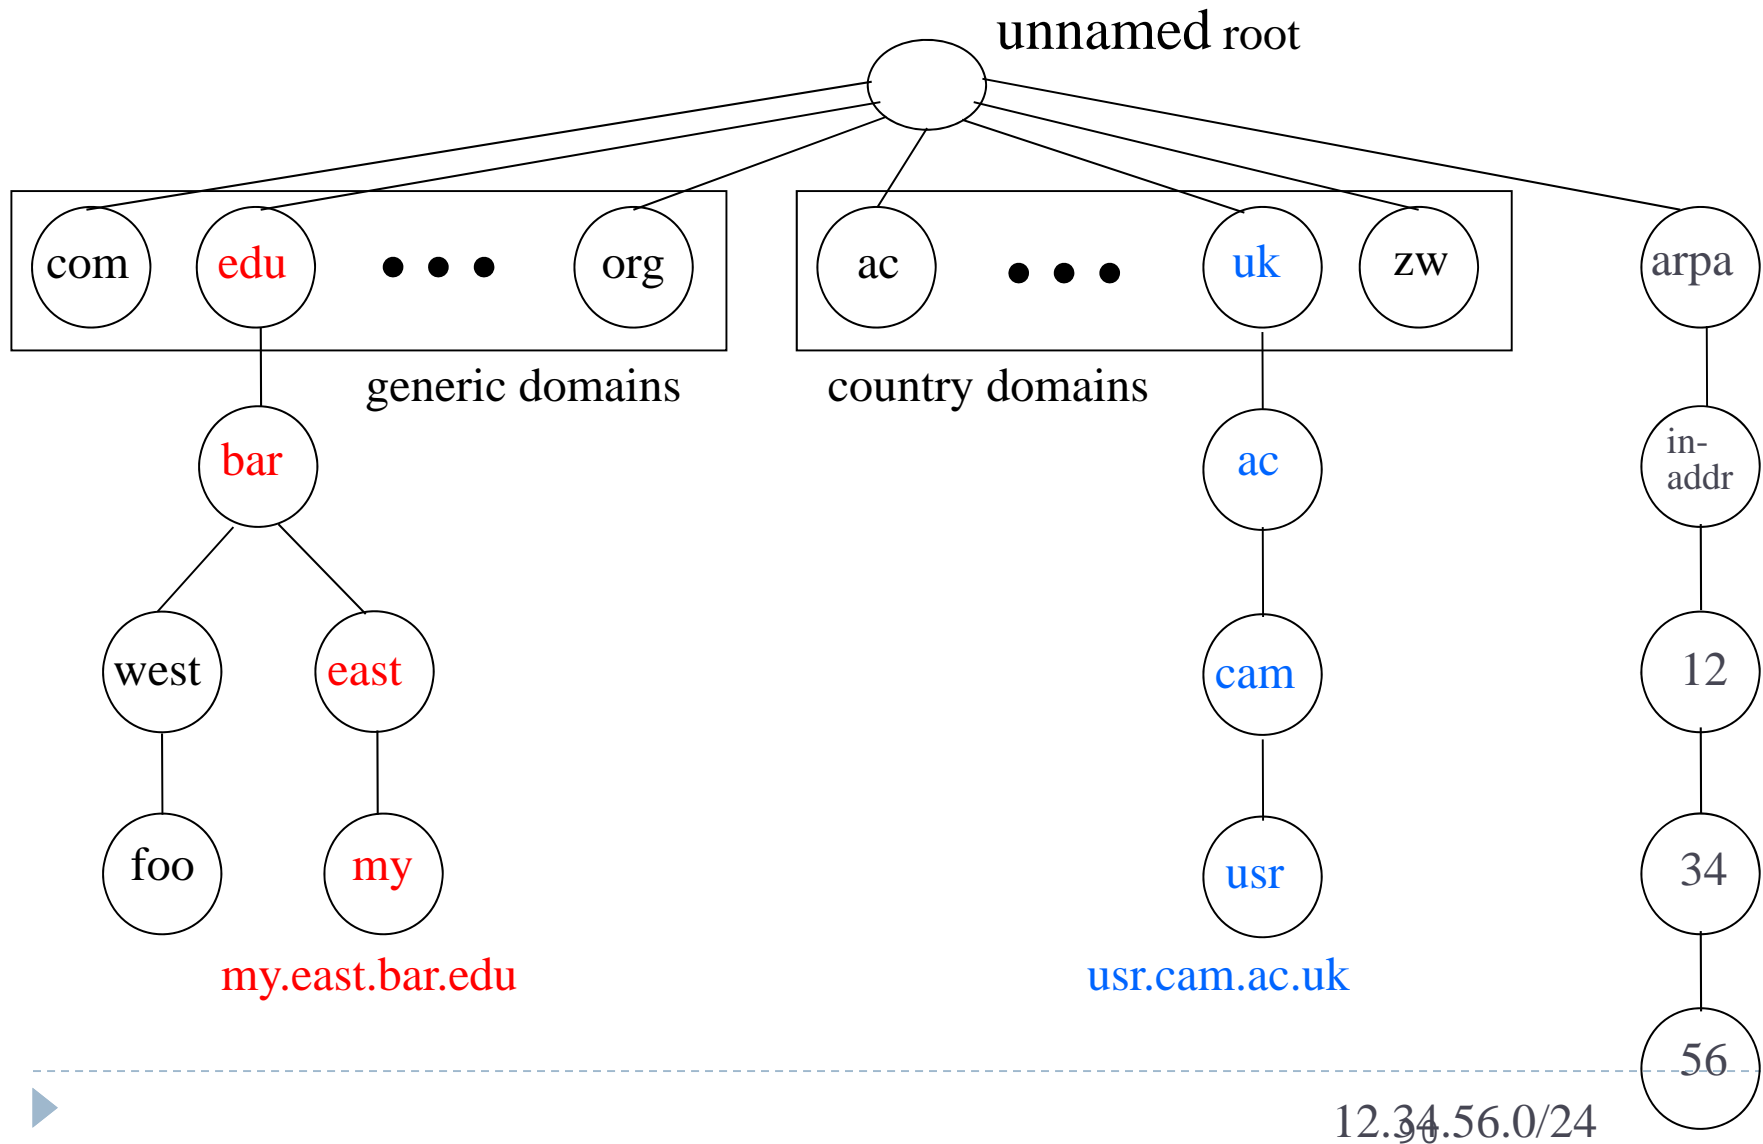 unnamed root
com edu org ac uk zw arpa
generic domains country domains
bar ac in-
addr
west east cam 12
foo my usr 34
my.east.bar.edu usr.cam.ac.uk
56
12.34.56.0/24
90